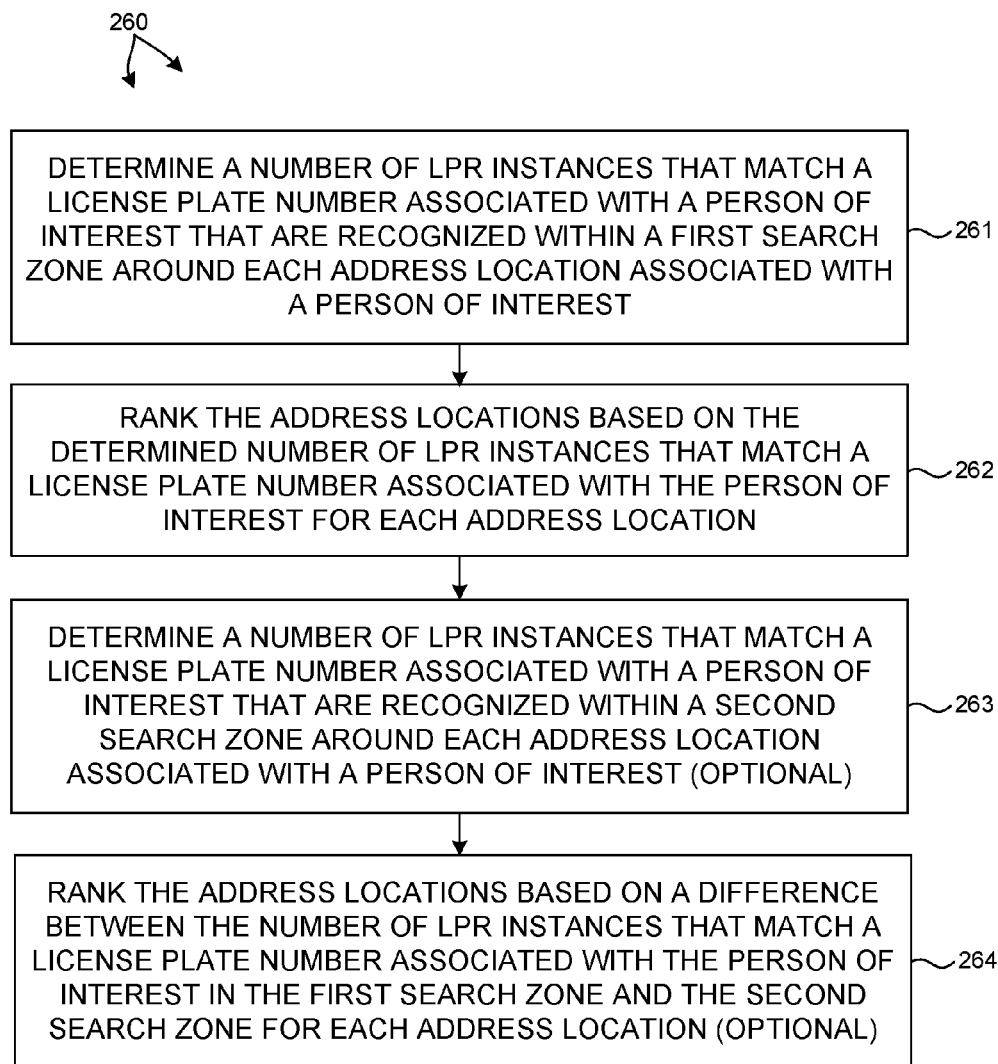 260
DETERMINE A NUMBER OF LPR INSTANCES THAT MATCH A
LICENSE PLATE NUMBER ASSOCIATED WITH A PERSON OF
INTEREST THAT ARE RECOGNIZED WITHIN A FIRST SEARCH
ZONE AROUND EACH ADDRESS LOCATION ASSOCIATED WITH
A PERSON OF INTEREST
261
RANK THE ADDRESS LOCATIONS BASED ON THE
DETERMINED NUMBER OF LPR INSTANCES THAT MATCH A
LICENSE PLATE NUMBER ASSOCIATED WITH THE PERSON OF
INTEREST FOR EACH ADDRESS LOCATION
262
DETERMINE A NUMBER OF LPR INSTANCES THAT MATCH A
LICENSE PLATE NUMBER ASSOCIATED WITH A PERSON OF
INTEREST THAT ARE RECOGNIZED WITHIN A SECOND
SEARCH ZONE AROUND EACH ADDRESS LOCATION
ASSOCIATED WITH A PERSON OF INTEREST (OPTIONAL)
263
RANK THE ADDRESS LOCATIONS BASED ON A DIFFERENCE
BETWEEN THE NUMBER OF LPR INSTANCES THAT MATCH A
LICENSE PLATE NUMBER ASSOCIATED WITH THE PERSON OF
INTEREST IN THE FIRST SEARCH ZONE AND THE SECOND
SEARCH ZONE FOR EACH ADDRESS LOCATION (OPTIONAL)
264